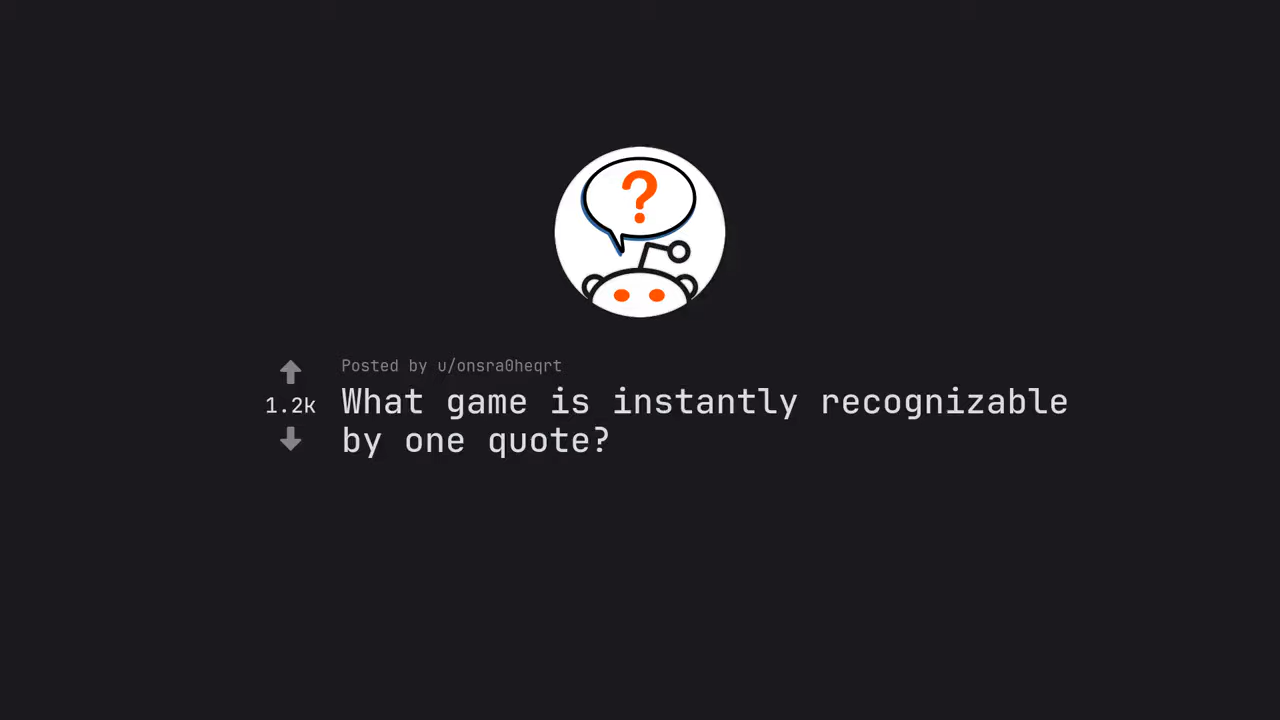 ?
Posted by u/onsra0heqrt
1.2k
What game is instantly recognizable
by one quote?